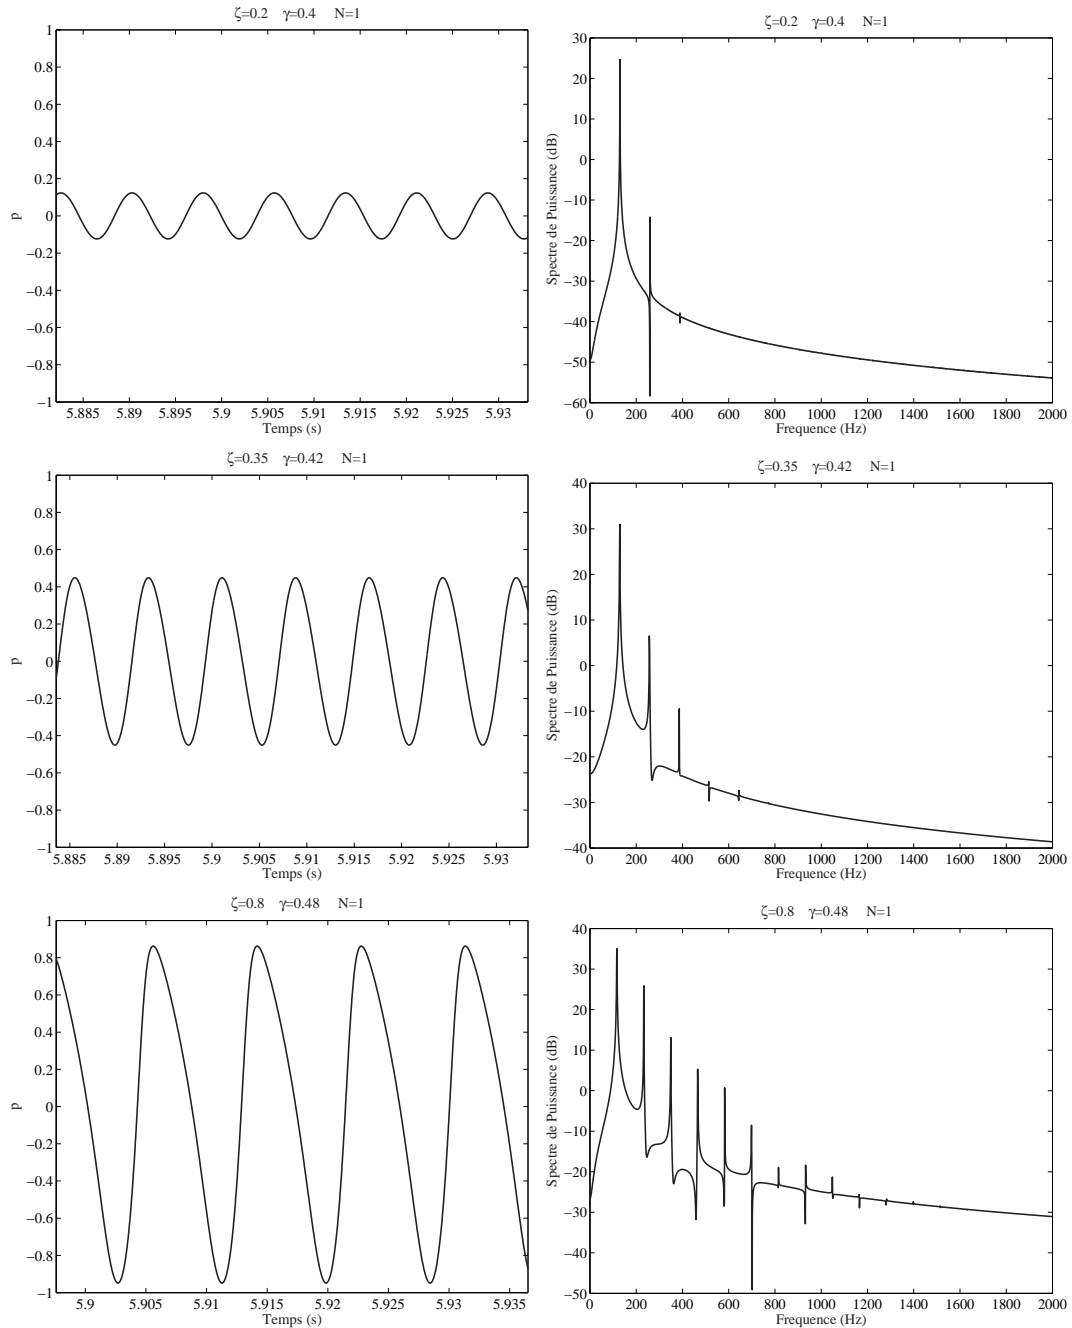 ζ=0.2 γ=0.4 N=1
1
0.8
0.6
0.4
0.2
0
−0.2
−0.4
−0.6
−0.8
−1
p
5.885 5.89 5.895 5.9 5.905 5.91 5.915 5.92 5.925 5.93
Temps (s)
ζ=0.2 γ=0.4 N=1
30
20
10
0
−10
−20
−30
−40
−50
−60
Spectre de Puissance (dB)
0 200 400 600 800 1000 1200 1400 1600 1800 2000
Frequence (Hz)
ζ=0.35 γ=0.42 N=1
1
0.8
0.6
0.4
0.2
0
−0.2
−0.4
−0.6
−0.8
−1
p
5.885 5.89 5.895 5.9 5.905 5.91 5.915 5.92 5.925 5.93
Temps (s)
ζ=0.35 γ=0.42 N=1
40
30
20
10
0
−10
−20
−30
−40
Spectre de Puissance (dB)
0 200 400 600 800 1000 1200 1400 1600 1800 2000
Frequence (Hz)
ζ=0.8 γ=0.48 N=1
1
0.8
0.6
0.4
0.2
0
−0.2
−0.4
−0.6
−0.8
−1
p
5.9 5.905 5.91 5.915 5.92 5.925 5.93 5.935
Temps (s)
ζ=0.8 γ=0.48 N=1
40
30
20
10
0
−10
−20
−30
−40
−50
Spectre de Puissance (dB)
0 200 400 600 800 1000 1200 1400 1600 1800 2000
Frequence (Hz)